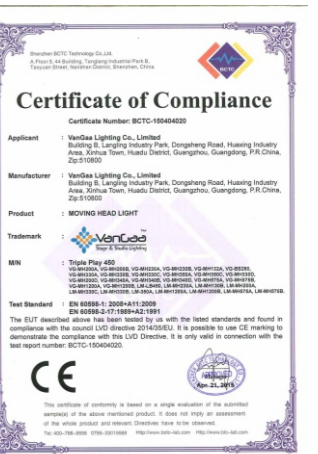 Shenzhen BCTC Technology Co.,Ltd.
A Floor 5, 44 Building, Tanglang Industrial Park B,
Taoyuan Street, Nanshan District, Shenzhen, China
BCTC
Certificate of Compliance
Certificate Number: BCTC-150404020
Applicant : VanGaa Lighting Co., Limited
Building B, Langling Industry Park, Dongsheng Road, Huaxing Industry
Area, Xinhua Town, Huadu District, Guangzhou, Guangdong, P.R.China,
Zip:510800
Manufacturer : VanGaa Lighting Co., Limited
Building B, Langling Industry Park, Dongsheng Road, Huaxing Industry
Area, Xinhua Town, Huadu District, Guangzhou, Guangdong, P.R.China,
Zip:510800
Product : MOVING HEAD LIGHT
Trademark : VanGaa
Stage & Studio Lighting
M/N : Triple Play 450
Test Standard : EN 60598-1: 2008+A11:2009
EN 60598-2-17:1989+A2:1991
The EUT described above has been tested by us with the listed standards and found in
compliance with the council LVD directive 2014/35/EU. It is possible to use CE marking to
demonstrate the compliance with this LVD Directive. It is only valid in connection with the
test report number: BCTC-150404020.
CE
Apr. 21, 2015
This certificate of conformity is based on a single evaluation of the submitted
sample(s) of the above mentioned product. It does not imply an assessment
of the whole product and relevant Directives have to be observed.